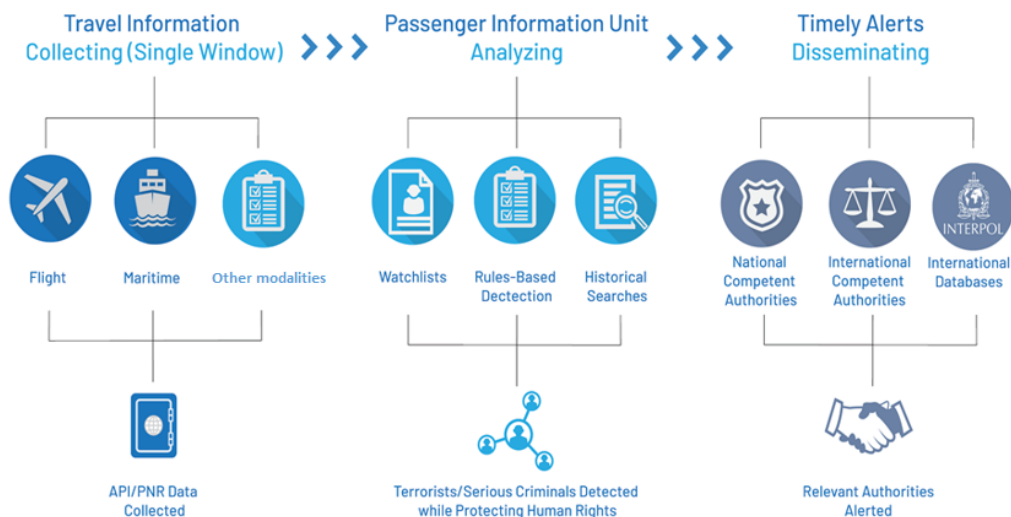 Travel Information
Collecting (Single Window)
Passenger Information Unit
Analyzing
Timely Alerts
Disseminating
INTERPOL
Flight
Maritime
Other modalities
Watchlists
Rules-Based
Dectection
Historical
Searches
National
Competent
Authorities
International
Competent
Authorities
International
Databases
API/PNR Data
Collected
Terrorists/Serious Criminals Detected
while Protecting Human Rights
Relevant Authorities
Alerted